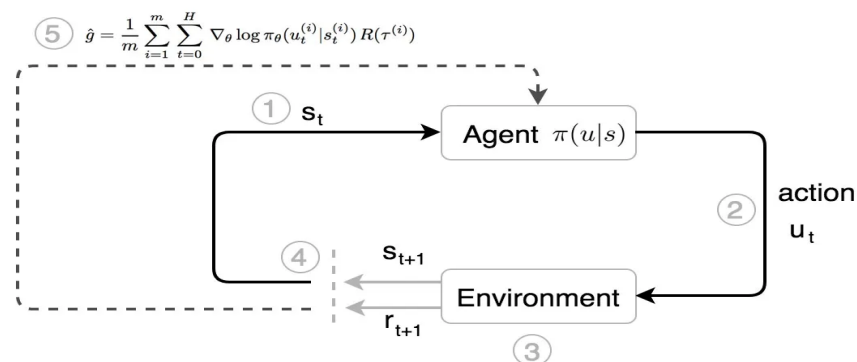 ⑤ ĝ = 1/m ∑_{i=1}^{m} ∑_{t=0}^{H} ∇_θ log π_θ(u_t^{(i)}|s_t^{(i)}) R(τ^{(i)})
① s_t
Agent π(u|s)
② action
u_t
④ s_{t+1}
Environment
r_{t+1}
③